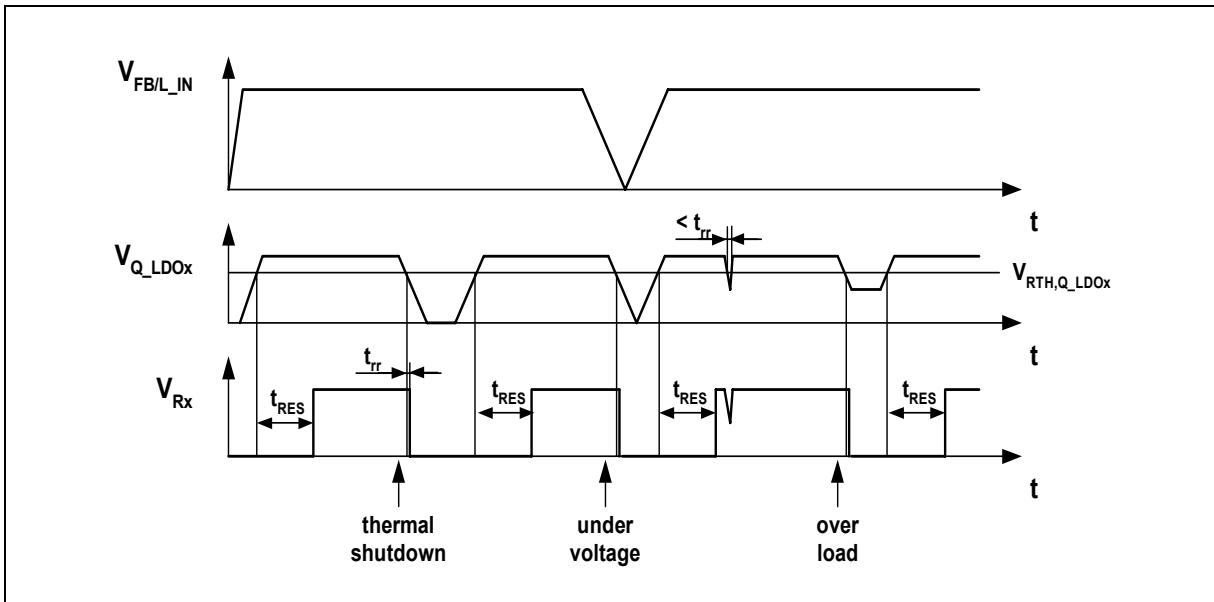 V_FB/L_IN
t
< t_rr
V_Q_LDOx
V_RTH,Q_LDOx
t
t_rr
V_Rx
t_RES
t_RES
t_RES
t_RES
t
thermal
shutdown
under
voltage
over
load